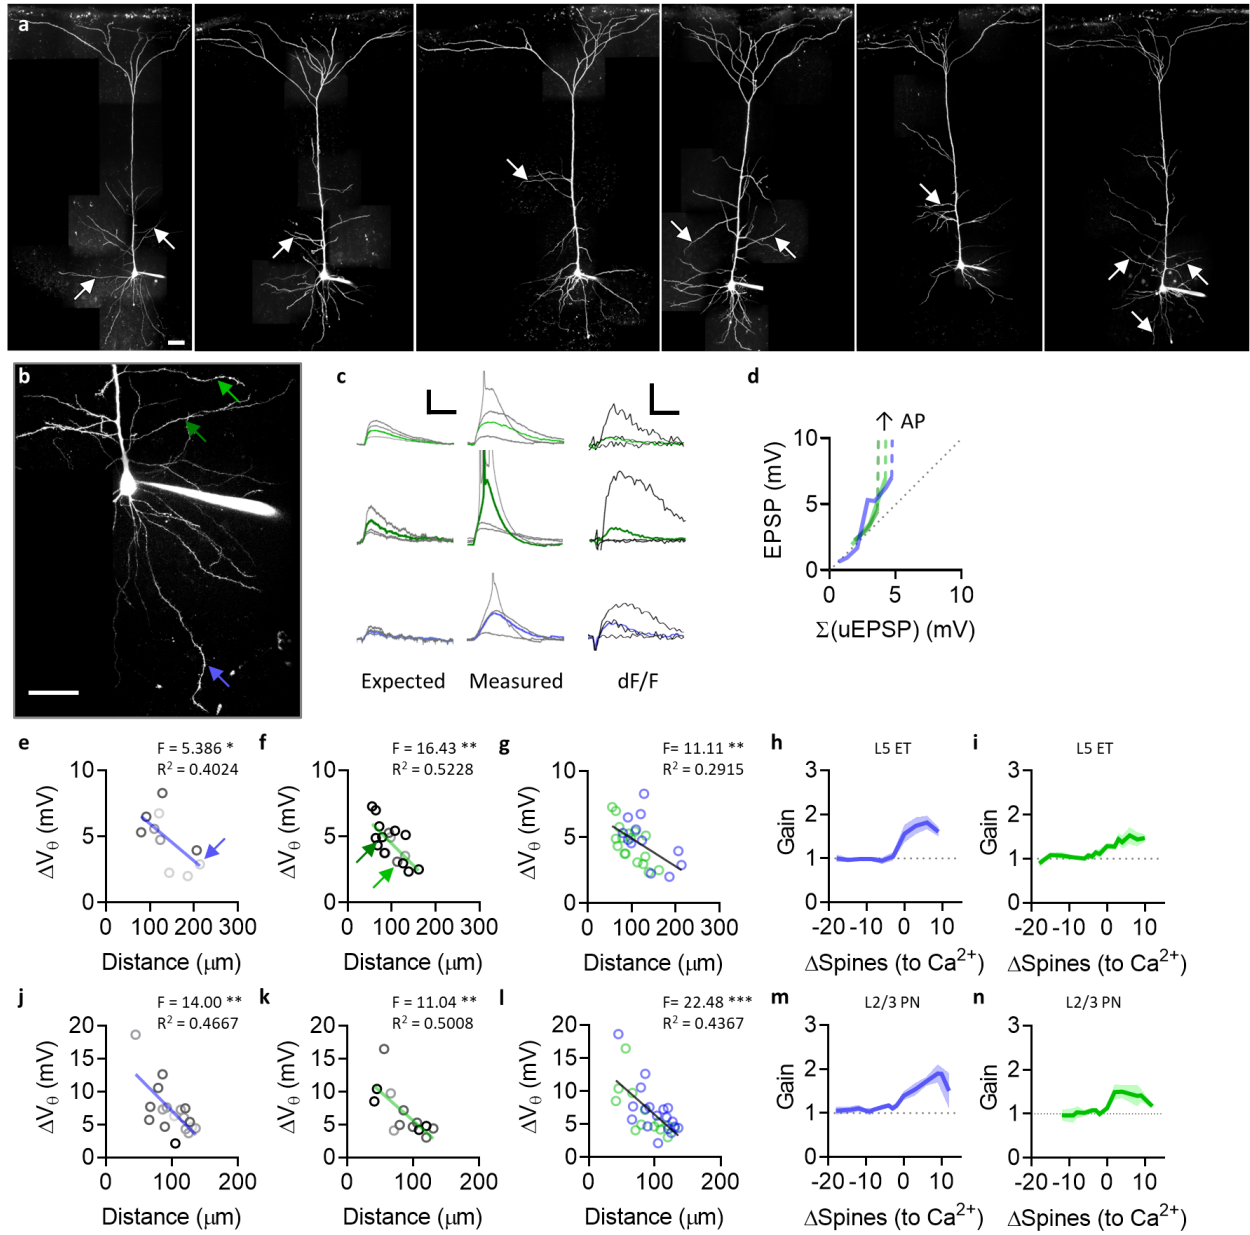 a
b
c
d
↑ AP
10
5
0
EPSP (mV)
0 5 10
Σ(uEPSP) (mV)
Expected
Measured
dF/F
e
F = 5.386 *
R² = 0.4024
10
5
0
ΔVθ (mV)
0 100 200 300
Distance (μm)
f
F = 16.43 **
R² = 0.5228
10
5
0
ΔVθ (mV)
0 100 200 300
Distance (μm)
g
F= 11.11 **
R² = 0.2915
10
5
0
ΔVθ (mV)
0 100 200 300
Distance (μm)
h
L5 ET
3
2
1
0
Gain
-20 -10 0 10
ΔSpines (to Ca²⁺)
i
L5 ET
3
2
1
0
Gain
-20 -10 0 10
ΔSpines (to Ca²⁺)
j
F = 14.00 **
R² = 0.4667
20
15
10
5
0
ΔVθ (mV)
0 100 200
Distance (μm)
k
F = 11.04 **
R² = 0.5008
20
15
10
5
0
ΔVθ (mV)
0 100 200
Distance (μm)
l
F = 22.48 ***
R² = 0.4367
20
15
10
5
0
ΔVθ (mV)
0 100 200
Distance (μm)
m
L2/3 PN
3
2
1
0
Gain
-20 -10 0 10
ΔSpines (to Ca²⁺)
n
L2/3 PN
3
2
1
0
Gain
-20 -10 0 10
ΔSpines (to Ca²⁺)